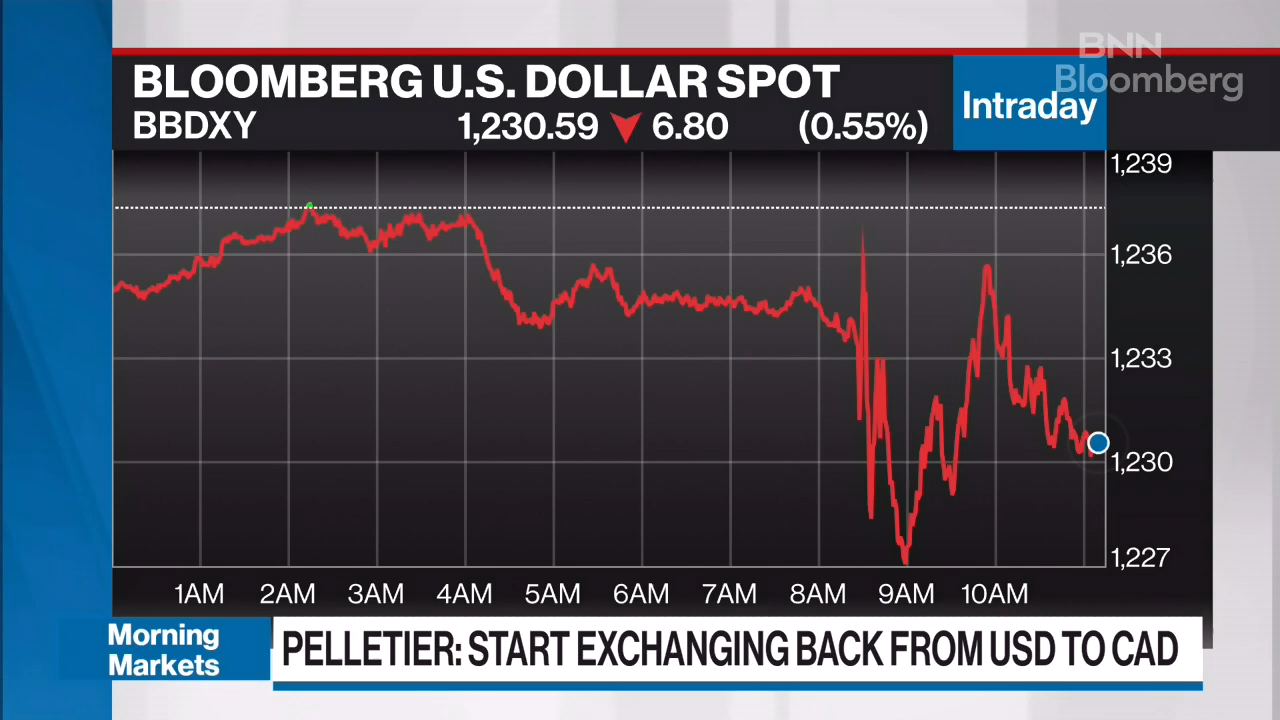 BNN
Bloomberg
BLOOMBERG U.S. DOLLAR SPOT
BBDXY 1,230.59 ▼ 6.80 (0.55%)
Intraday
1,239
1,236
1,233
1,230
1,227
1AM 2AM 3AM 4AM 5AM 6AM 7AM 8AM 9AM 10AM
Morning
Markets
PELLETIER: START EXCHANGING BACK FROM USD TO CAD